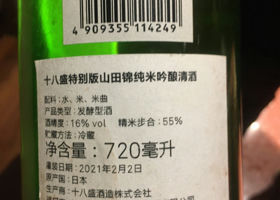 4 909355 114249
十八盛特别版山田锦纯米吟酿清酒
配料:水、米、米曲
产品类型:发酵型酒
酒精度:16% vol 精米步合:55%
贮藏方法:冷藏
净含量:720毫升
灌装日期:2021年2月2日
原产国:日本
生产商:十八盛酒造株式会社